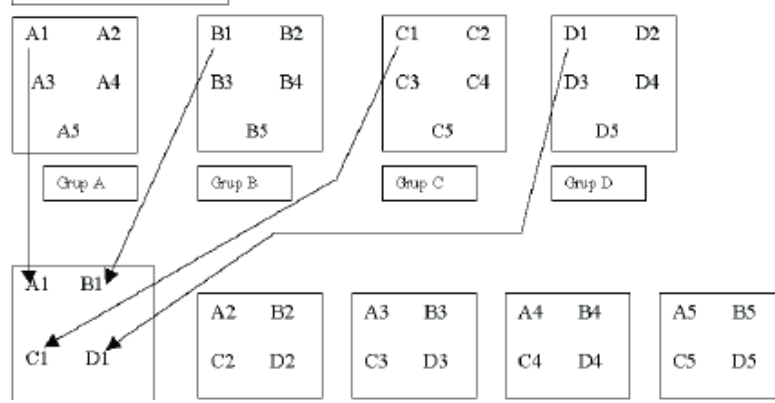 A1 A2 B1 B2 C1 C2 D1 D2
A3 A4 B3 B4 C3 C4 D3 D4
A5 B5 C5 D5
Grup A Grup B Grup C Grup D
A1 B1
A2 B2 A3 B3 A4 B4 A5 B5
C1 D1
C2 D2 C3 D3 C4 D4 C5 D5